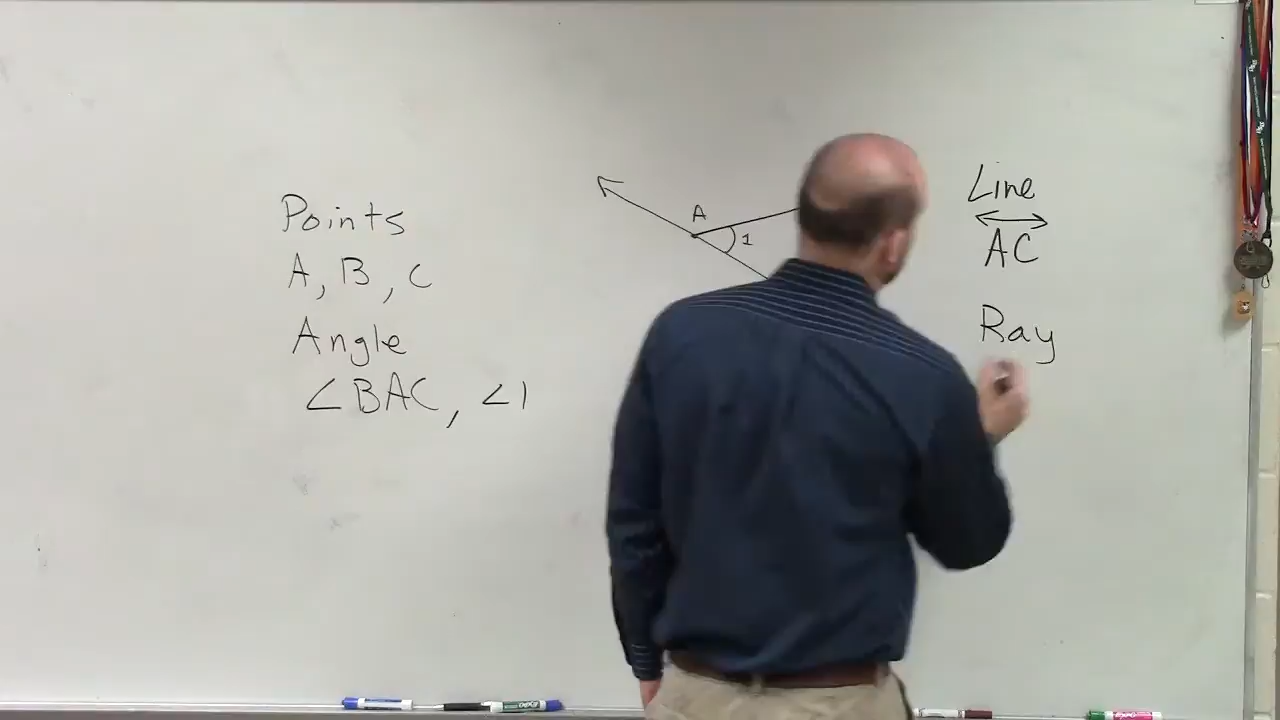 Points
A, B, C
Angle
∠BAC, ∠1
A
1
Line
AC
Ray